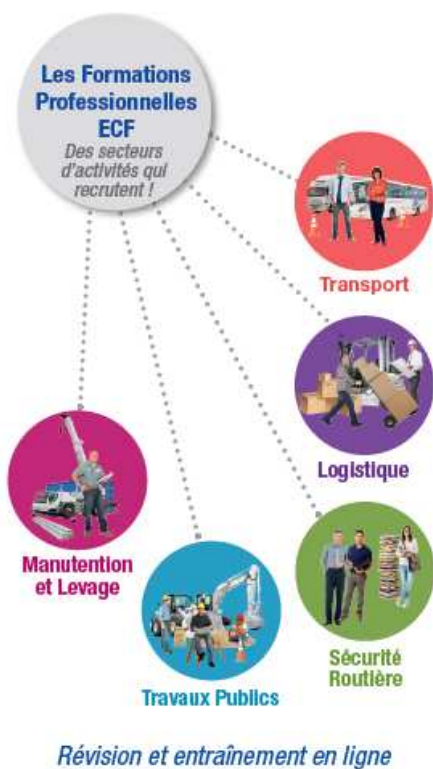 Les Formations
Professionnelles
ECF
Des secteurs
d'activités qui
recrutent !
Transport
Logistique
Manutention
et Levage
Sécurité
Routière
Travaux Publics
Révision et entraînement en ligne